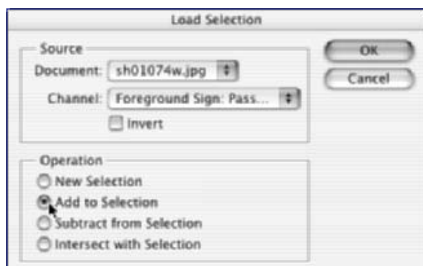 Load Selection
Source
Document: sh01074w.jpg
Channel: Foreground Sign: Pass...
Invert
OK
Cancel
Operation
New Selection
Add to Selection
Subtract from Selection
Intersect with Selection